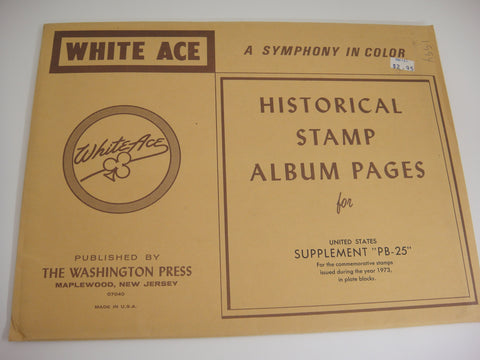 WHITE ACE
A SYMPHONY IN COLOR
$2.95
HISTORICAL
STAMP
ALBUM PAGES
for
UNITED STATES
SUPPLEMENT "PB-25"
For the commemorative stamps
issued during the year 1973,
in plate blocks.
White Ace
PUBLISHED BY
THE WASHINGTON PRESS
MAPLEWOOD, NEW JERSEY
07040
MADE IN U.S.A.